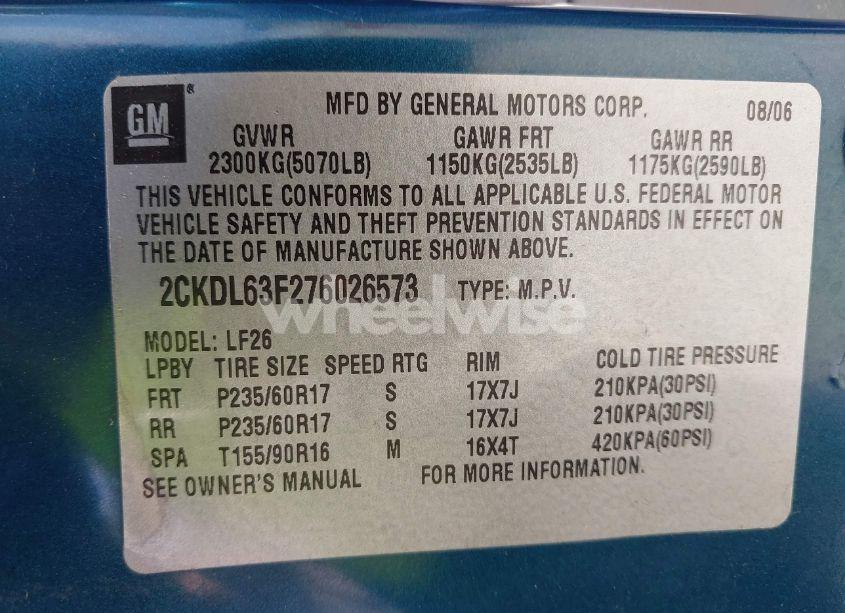 GM ® MFD BY GENERAL MOTORS CORP. 08/06
GVWR GAWR FRT GAWR RR
2300KG(5070LB) 1150KG(2535LB) 1175KG(2590LB)
THIS VEHICLE CONFORMS TO ALL APPLICABLE U.S. FEDERAL MOTOR
VEHICLE SAFETY AND THEFT PREVENTION STANDARDS IN EFFECT ON
THE DATE OF MANUFACTURE SHOWN ABOVE.
2CKDL63F276026573 TYPE: M.P.V.
wheelwise
MODEL: LF26
LPBY TIRE SIZE SPEED RTG RIM COLD TIRE PRESSURE
FRT P235/60R17 S 17X7J 210KPA(30PSI)
RR P235/60R17 S 17X7J 210KPA(30PSI)
SPA T155/90R16 M 16X4T 420KPA(60PSI)
SEE OWNER'S MANUAL FOR MORE INFORMATION.